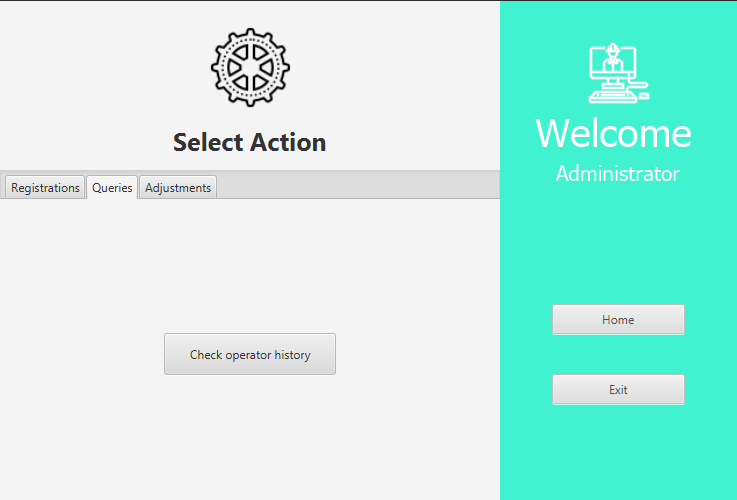 Select Action
Registrations Queries Adjustments
Check operator history
Welcome
Administrator
Home
Exit